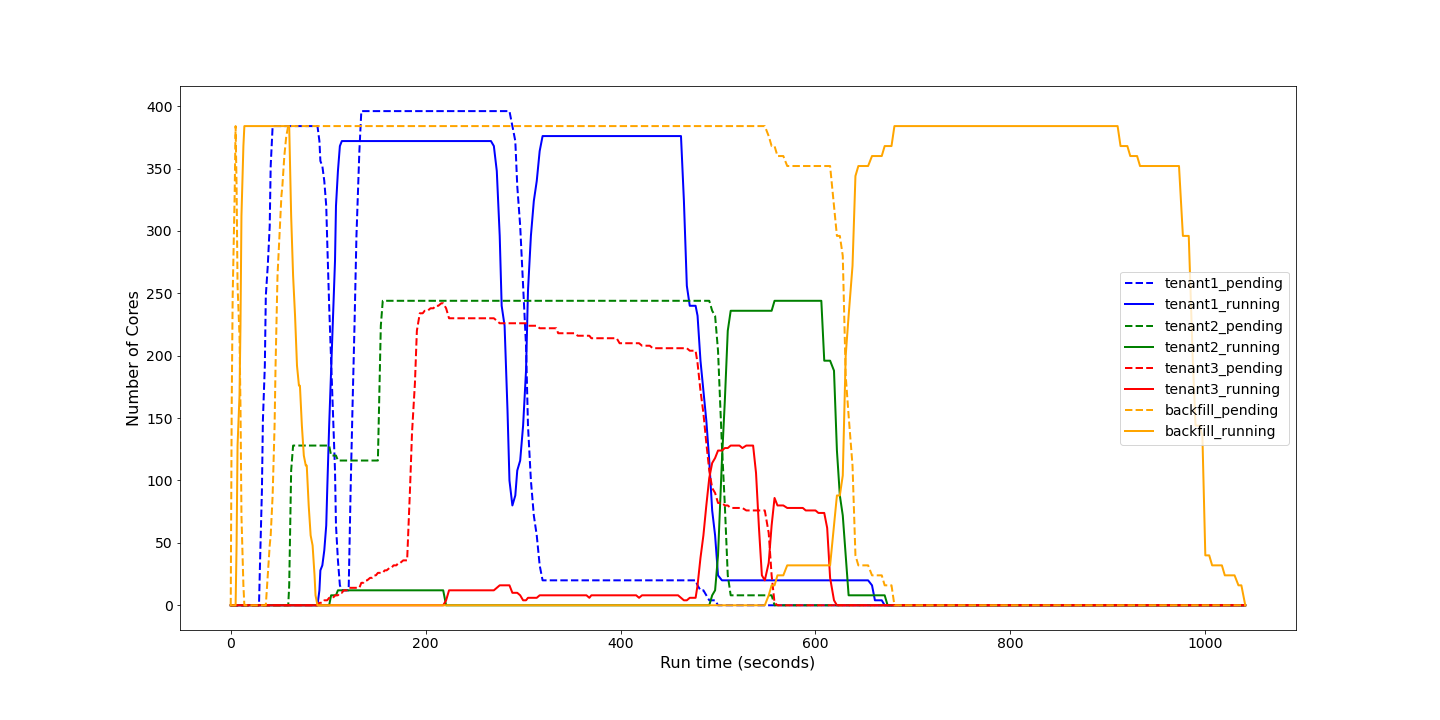 400
350
300
250
200
150
100
50
0
Number of Cores
0 200 400 600 800 1000
Run time (seconds)
tenant1_pending
tenant1_running
tenant2_pending
tenant2_running
tenant3_pending
tenant3_running
backfill_pending
backfill_running